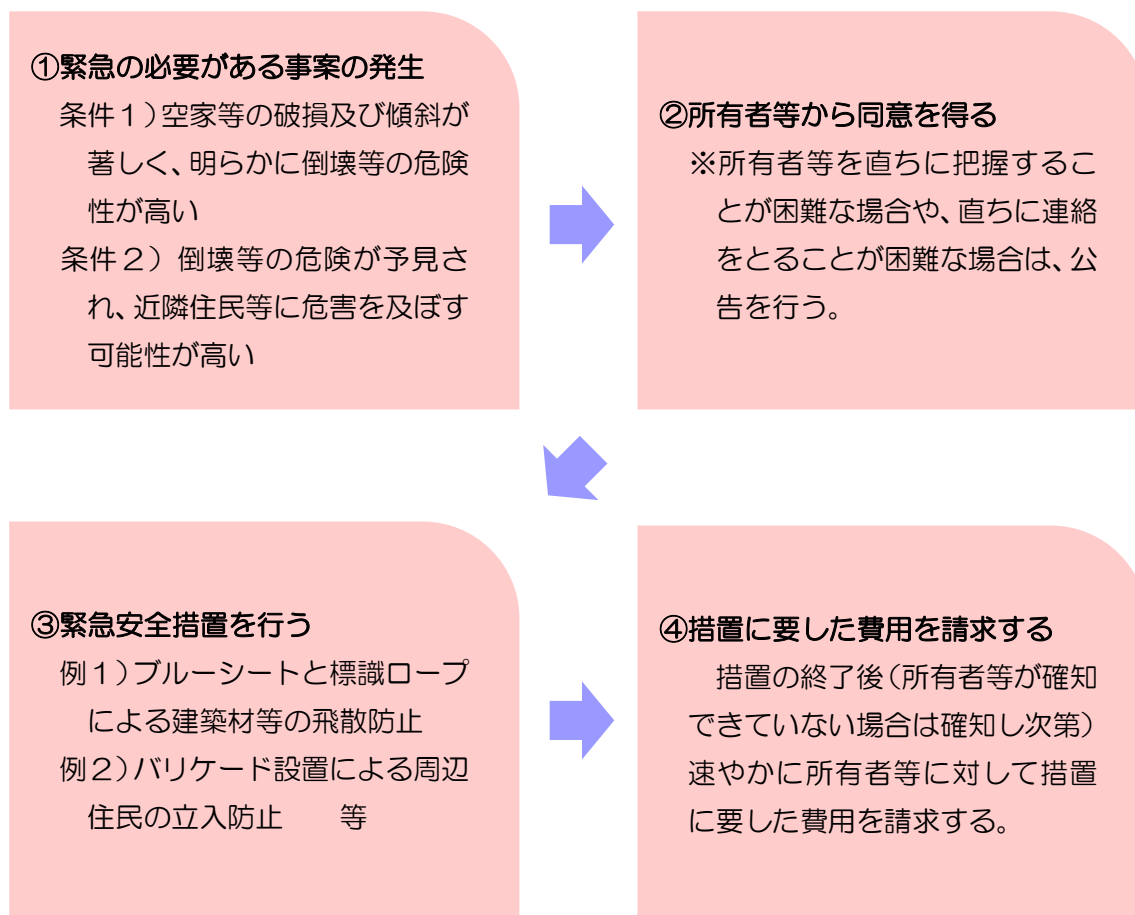 ①緊急の必要がある事案の発生
条件１）空家等の破損及び傾斜が
著しく、明らかに倒壊等の危険
性が高い
条件２）倒壊等の危険が予見さ
れ、近隣住民等に危害を及ぼす
可能性が高い
②所有者等から同意を得る
※所有者等を直ちに把握するこ
とが困難な場合や、直ちに連絡
をとることが困難な場合は、公
告を行う。
③緊急安全措置を行う
例１）ブルーシートと標識ロープ
による建築材等の飛散防止
例２）バリケード設置による周辺
住民の立入防止　　等
④措置に要した費用を請求する
措置の終了後（所有者等が確知
できていない場合は確知し次第）
速やかに所有者等に対して措置
に要した費用を請求する。